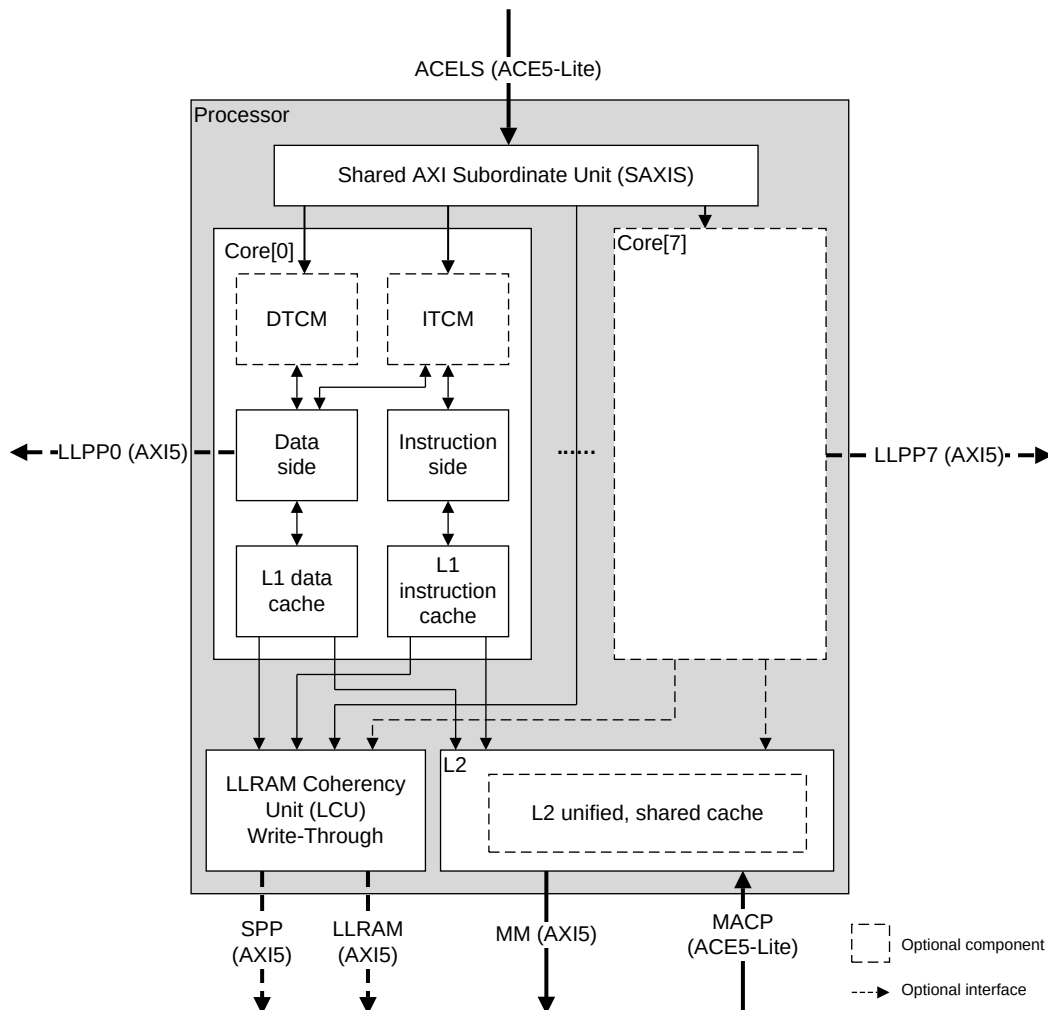 ACELS (ACE5-Lite)
Processor
Shared AXI Subordinate Unit (SAXIS)
Core[0]
Core[7]
DTCM
ITCM
LLPP0 (AXI5)
Data
side
Instruction
side
......
LLPP7 (AXI5)
L1 data
cache
L1
instruction
cache
LLRAM Coherency
Unit (LCU)
Write-Through
L2
L2 unified, shared cache
SPP
(AXI5)
LLRAM
(AXI5)
MM (AXI5)
MACP
(ACE5-Lite)
Optional component
Optional interface